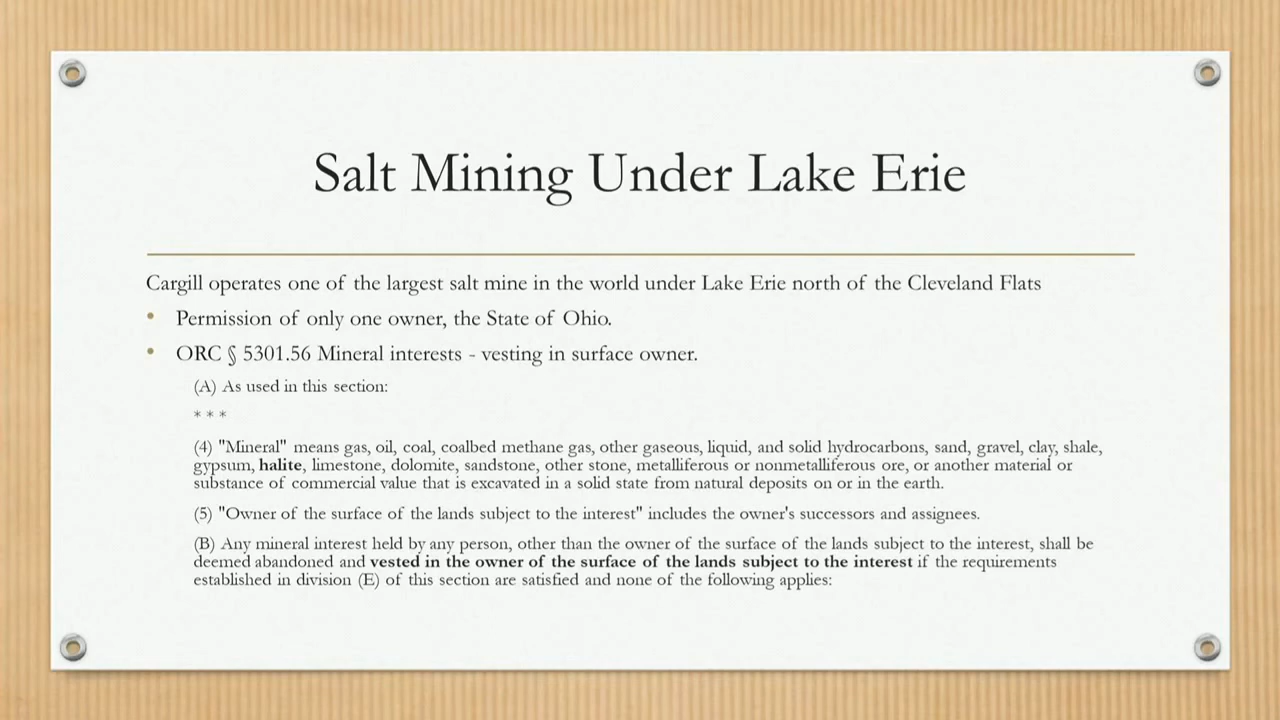 Salt Mining Under Lake Erie
Cargill operates one of the largest salt mine in the world under Lake Erie north of the Cleveland Flats
• Permission of only one owner, the State of Ohio.
• ORC § 5301.56 Mineral interests - vesting in surface owner.
(A) As used in this section:
* * *
(4) "Mineral" means gas, oil, coal, coalbed methane gas, other gaseous, liquid, and solid hydrocarbons, sand, gravel, clay, shale,
gypsum, halite, limestone, dolomite, sandstone, other stone, metalliferous or nonmetalliferous ore, or another material or
substance of commercial value that is excavated in a solid state from natural deposits on or in the earth.
(5) "Owner of the surface of the lands subject to the interest" includes the owner's successors and assignees.
(B) Any mineral interest held by any person, other than the owner of the surface of the lands subject to the interest, shall be
deemed abandoned and vested in the owner of the surface of the lands subject to the interest if the requirements
established in division (E) of this section are satisfied and none of the following applies: